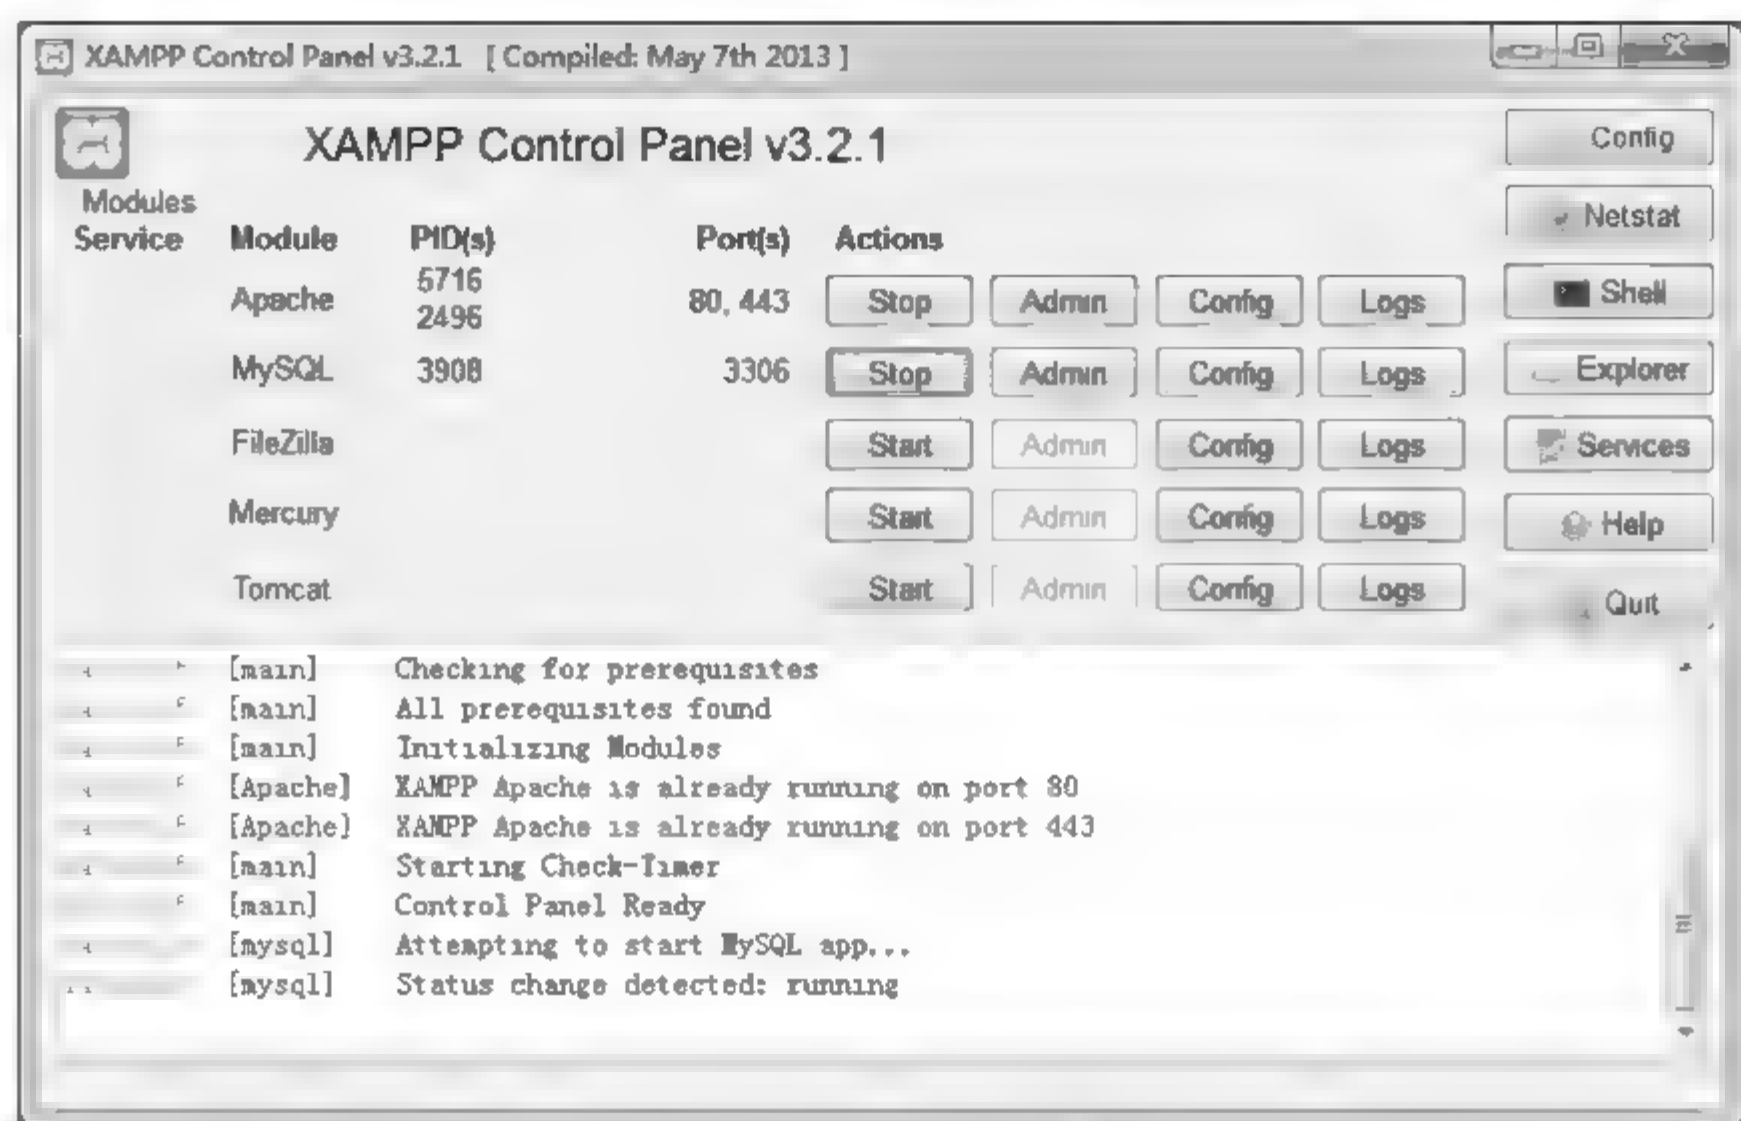 XAMPP Control Panel v3.2.1 [ Compiled: May 7th 2013 ]
XAMPP Control Panel v3.2.1
Config
Modules
Netstat
Service Module PID(s) Port(s) Actions
Apache 5716 2496 80, 443 Stop Admin Config Logs
Shell
MySQL 3908 3306 Stop Admin Config Logs
Explorer
FileZilla Start Admin Config Logs
Services
Mercury Start Admin Config Logs
Help
Tomcat Start Admin Config Logs
Quit
[main] Checking for prerequisites
[main] All prerequisites found
[main] Initializing Modules
[Apache] XAMPP Apache is already running on port 80
[Apache] XAMPP Apache is already running on port 443
[main] Starting Check-Timer
[main] Control Panel Ready
[mysql] Attempting to start MySQL app...
[mysql] Status change detected: running